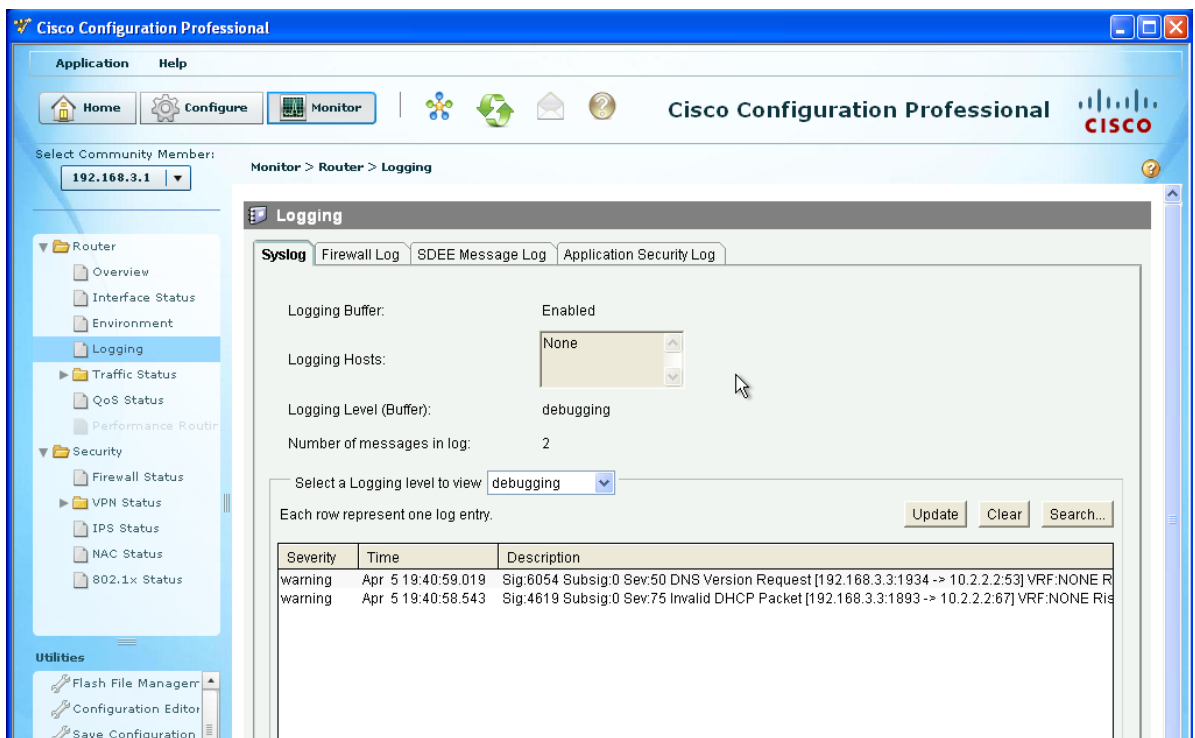 Cisco Configuration Professional
Application Help
Home Configure Monitor Cisco Configuration Professional CISCO
Select Community Member:
192.168.3.1
Monitor > Router > Logging
Logging
Router
Overview
Interface Status
Environment
Logging
Traffic Status
QoS Status
Performance Routin
Security
Firewall Status
VPN Status
IPS Status
NAC Status
802.1x Status
Utilities
Flash File Managem
Configuration Editor
Save Configuration
Syslog Firewall Log SDEE Message Log Application Security Log
Logging Buffer: Enabled
Logging Hosts: None
Logging Level (Buffer): debugging
Number of messages in log: 2
Select a Logging level to view debugging
Each row represent one log entry. Update Clear Search...
Severity Time Description
warning Apr 5 19:40:59.019 Sig:6054 Subsig:0 Sev:50 DNS Version Request [192.168.3.3:1934 -> 10.2.2.2:53] VRF:NONE R
warning Apr 5 19:40:58.543 Sig:4619 Subsig:0 Sev:75 Invalid DHCP Packet [192.168.3.3:1893 -> 10.2.2.2:67] VRF:NONE Ris